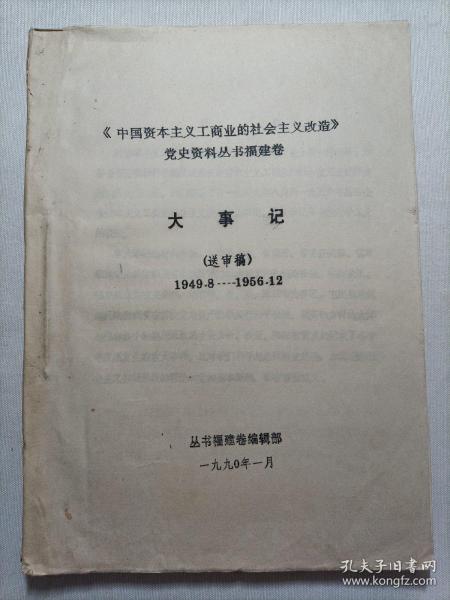 《中国资本主义工商业的社会主义改造》
党史资料丛书福建卷
大事记
(送审稿)
1949.8----1956.12
丛书福建卷编辑部
一九九〇年一月
孔夫子旧书网
www.kongfz.com